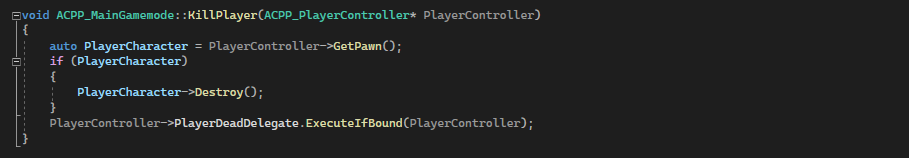 void ACPP_MainGamemode::KillPlayer(ACPP_PlayerController* PlayerController)
{
    auto PlayerCharacter = PlayerController->GetPawn();
    if (PlayerCharacter)
    {
        PlayerCharacter->Destroy();
    }
    PlayerController->PlayerDeadDelegate.ExecuteIfBound(PlayerController);
}